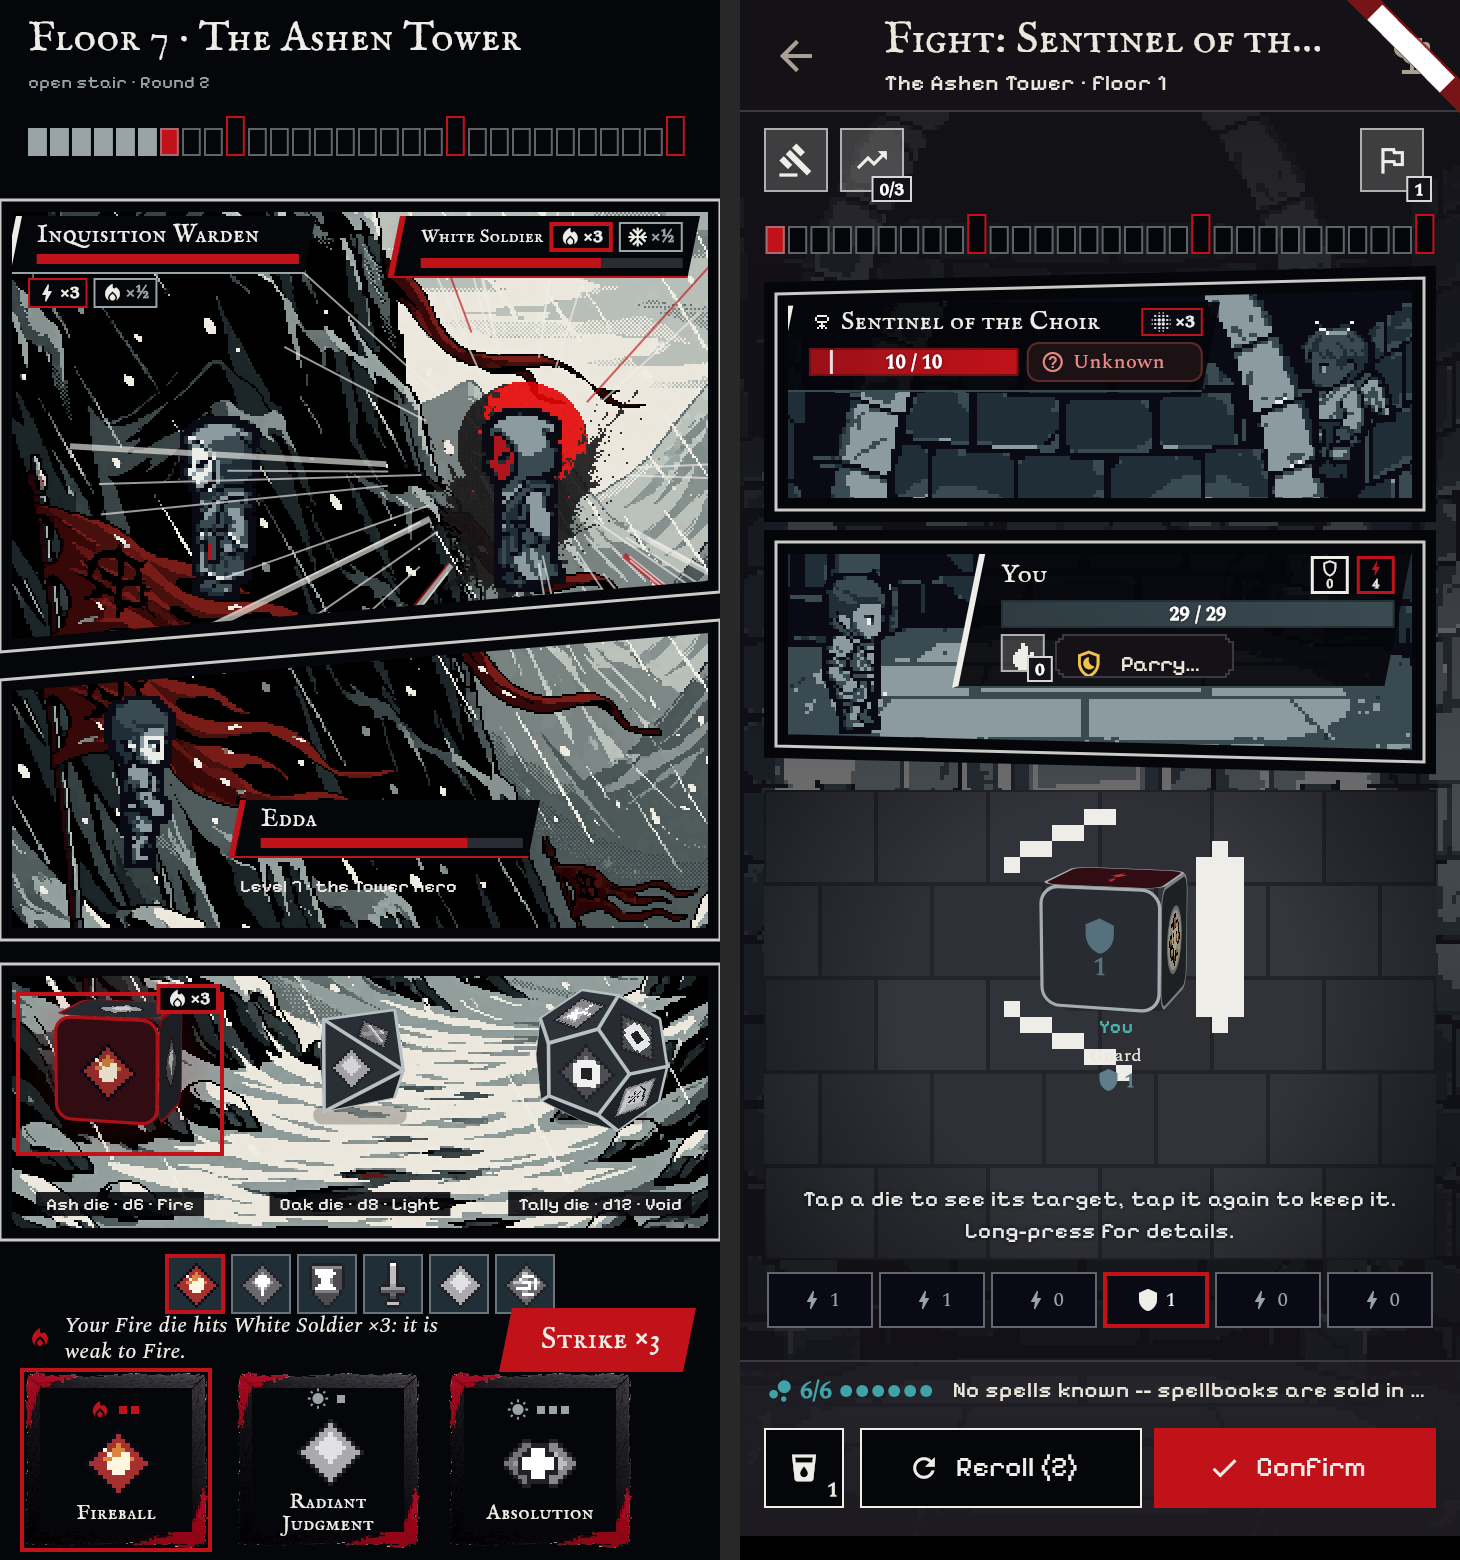 Floor 7 · The Ashen Tower
open stair · Round 2
Inquisition Warden
×3
×½
White Soldier
×3
×½
Edda
Level 7 · the Tower hero
×3
Ash die · d6 · Fire
Oak die · d8 · Light
Tally die · d12 · Void
Your Fire die hits White Soldier ×3: it is
weak to Fire.
Strike ×3
Fireball
Radiant
Judgment
Absolution
Fight: Sentinel of th...
The Ashen Tower · Floor 1
0/3
1
Sentinel of the Choir
×3
10 / 10
Unknown
You
0
4
29 / 29
0
Parry...
1
You
1
Tap a die to see its target, tap it again to keep it.
Long-press for details.
1
1
0
1
0
0
6/6
No spells known -- spellbooks are sold in ...
1
Reroll (2)
Confirm